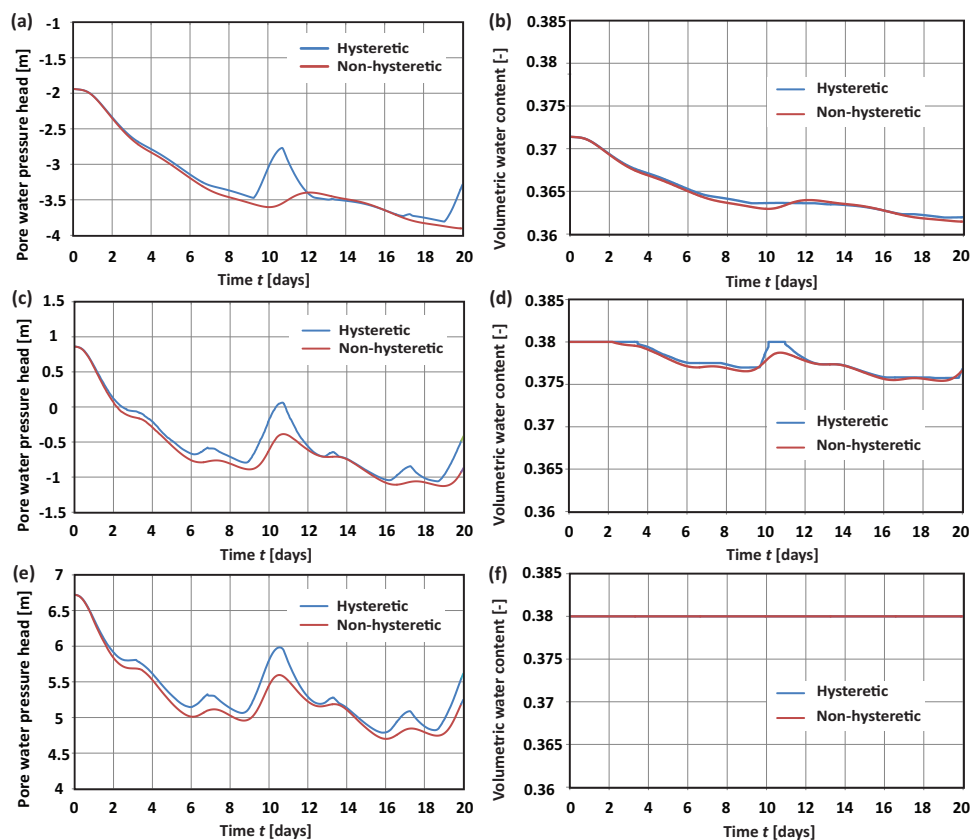 (a)
Pore water pressure head [m]
-1
-1.5
-2
-2.5
-3
-3.5
-4
Hysteretic
Non-hysteretic
0 2 4 6 8 10 12 14 16 18 20
Time t [days]
(b)
Volumetric water content [-]
0.385
0.38
0.375
0.37
0.365
0.36
Hysteretic
Non-hysteretic
0 2 4 6 8 10 12 14 16 18 20
Time t [days]
(c)
Pore water pressure head [m]
1.5
1
0.5
0
-0.5
-1
-1.5
Hysteretic
Non-hysteretic
0 2 4 6 8 10 12 14 16 18 20
Time t [days]
(d)
Volumetric water content [-]
0.385
0.38
0.375
0.37
0.365
0.36
Hysteretic
Non-hysteretic
0 2 4 6 8 10 12 14 16 18 20
Time t [days]
(e)
Pore water pressure head [m]
7
6.5
6
5.5
5
4.5
4
Hysteretic
Non-hysteretic
0 2 4 6 8 10 12 14 16 18 20
Time t [days]
(f)
Volumetric water content [-]
0.385
0.38
0.375
0.37
0.365
0.36
Hysteretic
Non-hysteretic
0 2 4 6 8 10 12 14 16 18 20
Time t [days]